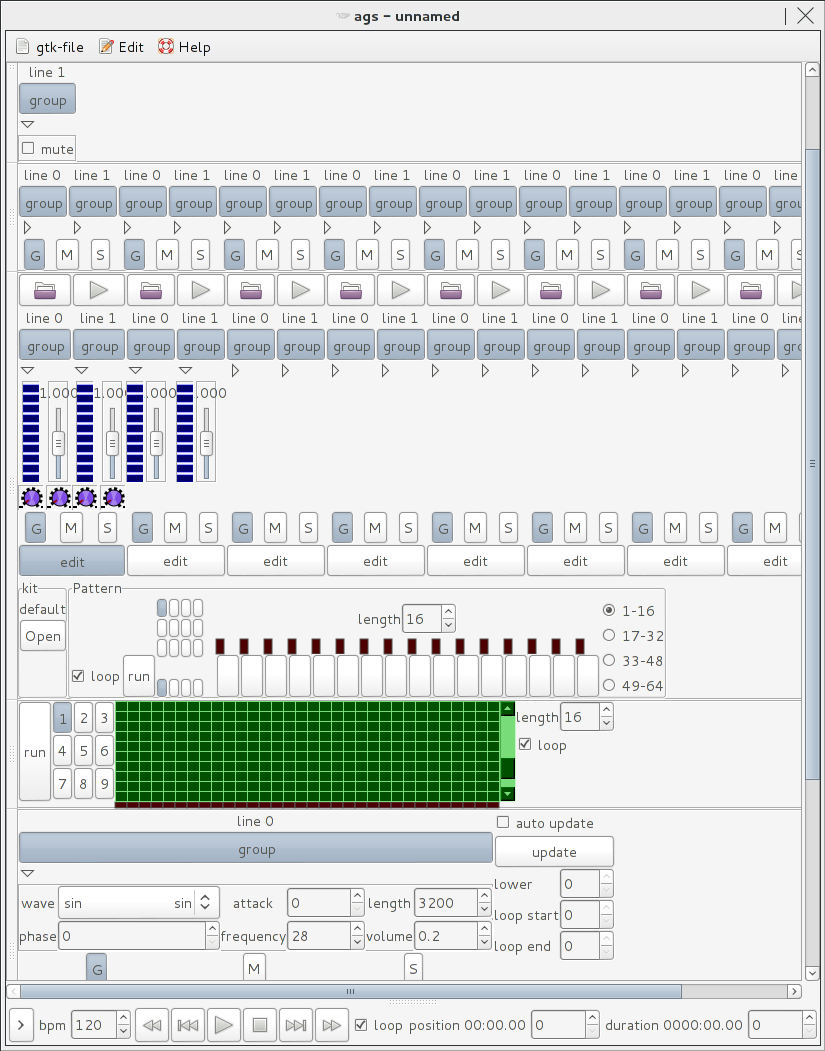 ags – unnamed
gtk-file Edit Help
line 1
group
mute
line 0 line 1 line 0 line 1 line 0 line 1 line 0 line 1 line 0 line 1 line 0 line 1 line 0 line 1 line 0 line
group group group group group group group group group group group group group group group grou
G M S G M S G M S G M S G M S G M S G M S G M S
line 0 line 1 line 0 line 1 line 0 line 1 line 0 line 1 line 0 line 1 line 0 line 1 line 0 line 1 line 0 line 1
group group group group group group group group group group group group group group group gro
1.000 1.000 .000 .000
G M S G M S G M S G M S G M S G M S G M S G M
edit edit edit edit edit edit edit edit
kit Pattern
default
Open
loop run
length 16
1-16
17-32
33-48
49-64
run
1 2 3
4 5 6
7 8 9
length 16
loop
line 0
group
auto update
update
wave sin sin attack 0 length 3200
phase 0 frequency 28 volume 0.2
lower 0
loop start 0
loop end 0
G M S
bpm 120 loop position 00:00.00 0 duration 0000:00.00 0